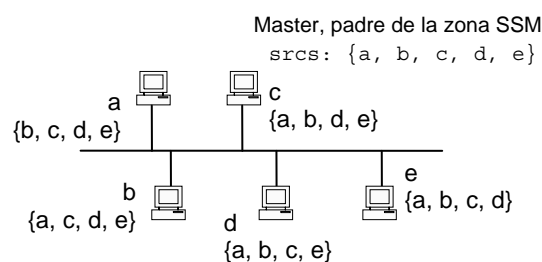 Master, padre de la zona SSM
srcs: {a, b, c, d, e}
a
{b, c, d, e}
c
{a, b, d, e}
b
{a, c, d, e}
d
{a, b, c, e}
e
{a, b, c, d}